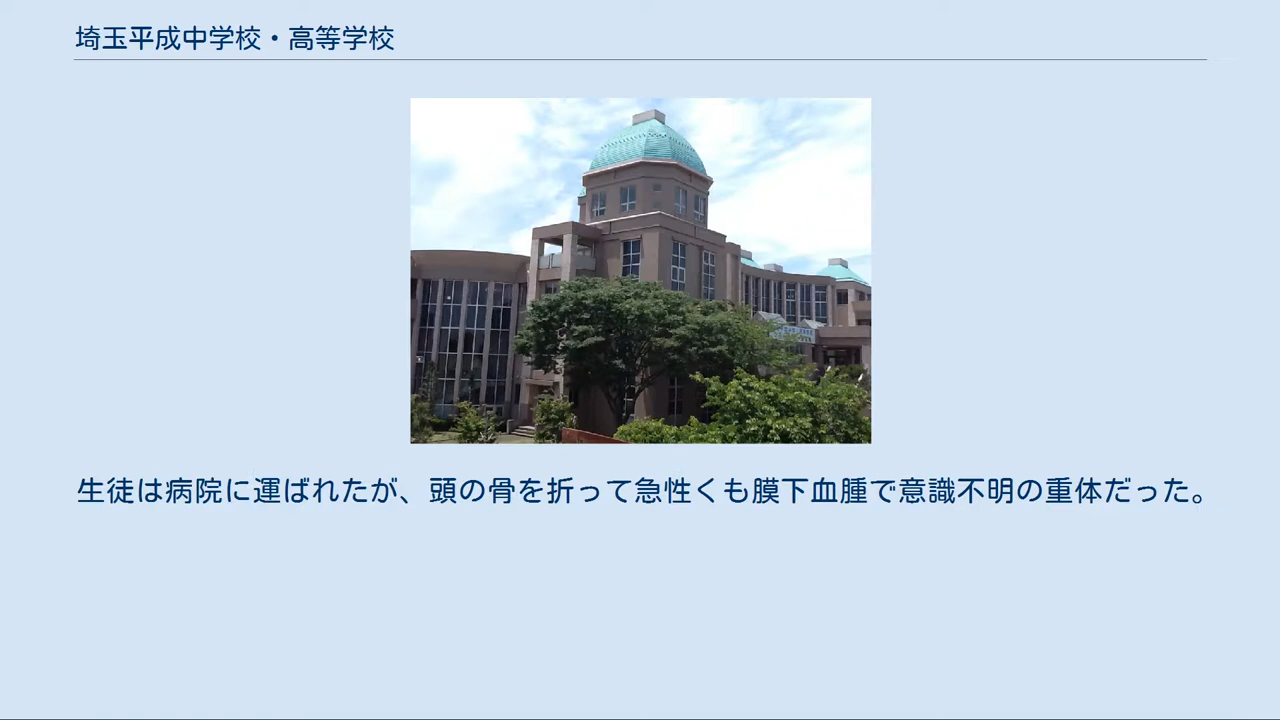 埼玉平成中学校・高等学校
生徒は病院に運ばれたが、頭の骨を折って急性くも膜下血腫で意識不明の重体だった。